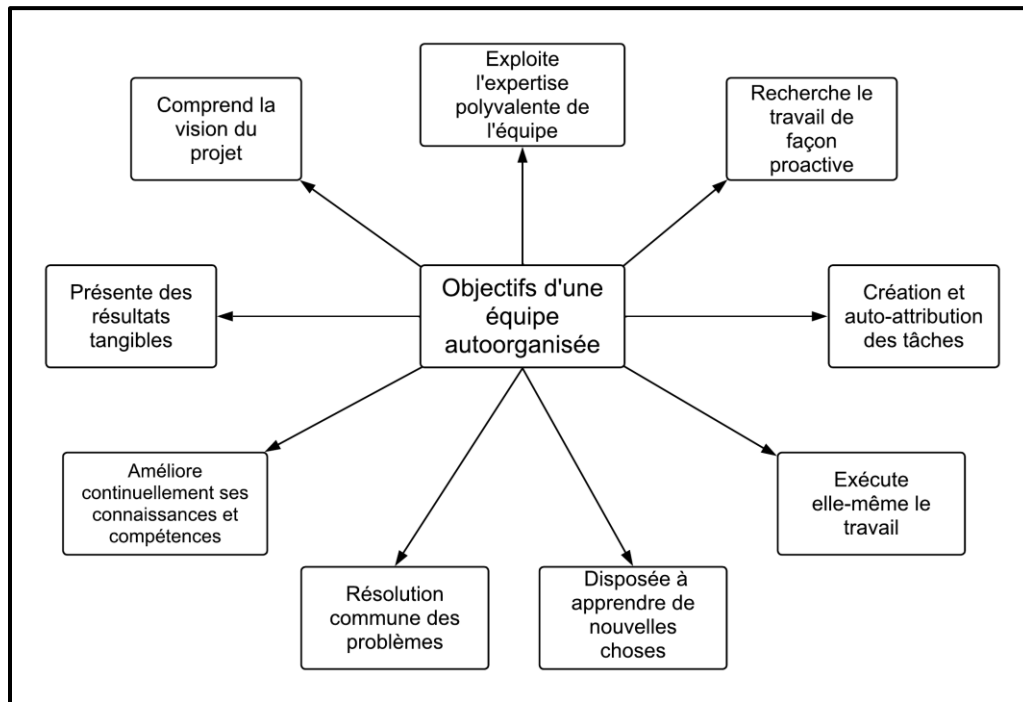 Exploite
l'expertise
polyvalente de
l'équipe
Comprend la
vision du
projet
Recherche le
travail de
façon
proactive
Objectifs d'une
équipe
autoorganisée
Présente des
résultats
tangibles
Création et
auto-attribution
des tâches
Améliore
continuellement ses
connaissances et
compétences
Exécute
elle-même le
travail
Résolution
commune des
problèmes
Disposée à
apprendre de
nouvelles
choses